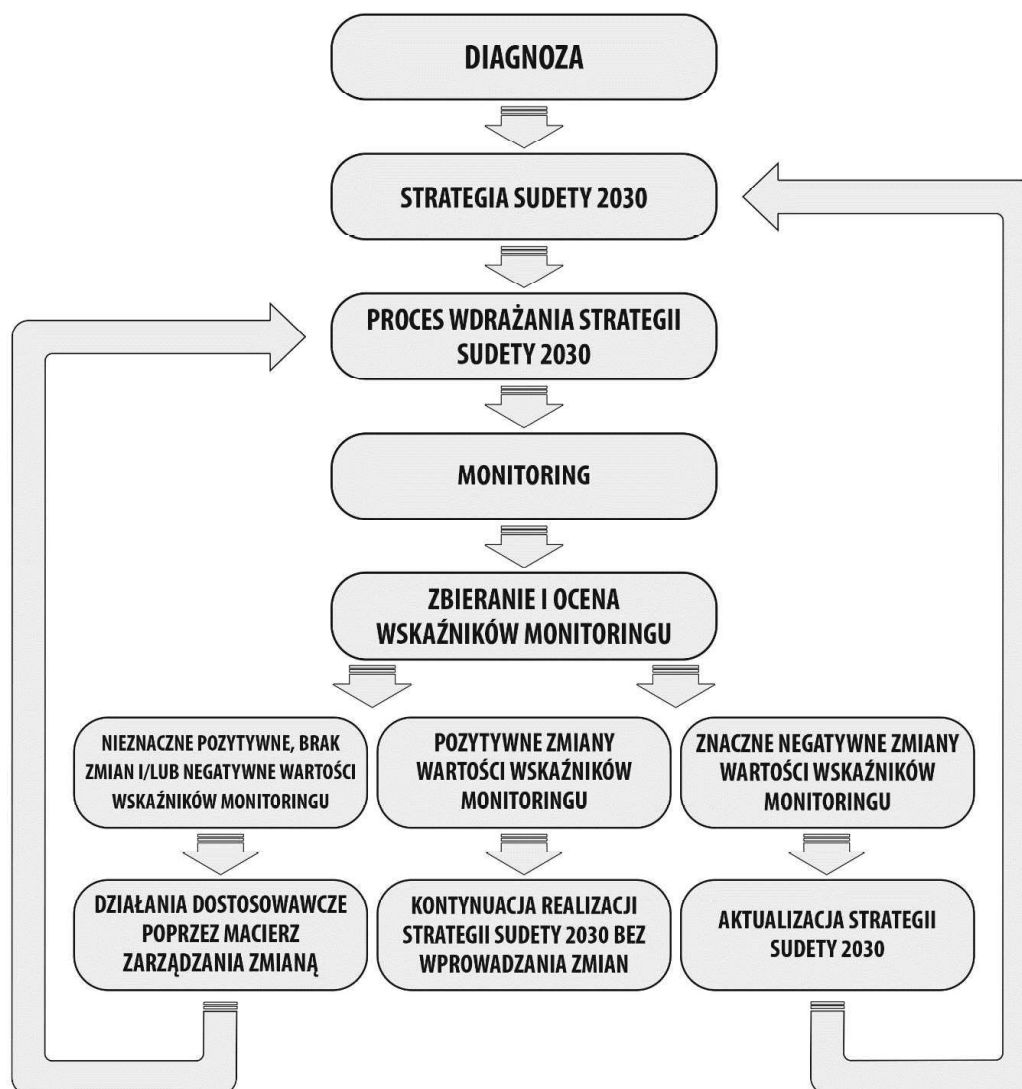 DIAGNOZA
STRATEGIA SUDETY 2030
PROCES WDRAŻANIA STRATEGII
SUDETY 2030
MONITORING
ZBIERANIE I OCENA
WSKAŹNIKÓW MONITORINGU
NIEZNACZNE POZYTYWNE, BRAK
ZMIAN I/LUB NEGATYWNE WARTOŚCI
WSKAŹNIKÓW MONITORINGU
POZYTYWNE ZMIANY
WARTOŚCI WSKAŹNIKÓW
MONITORINGU
ZNACZNE NEGATYWNE ZMIANY
WARTOŚCI WSKAŹNIKÓW
MONITORINGU
DZIAŁANIA DOSTOSOWAWCZE
POPRZEZ MACIERZ
ZARZĄDZANIA ZMIANĄ
KONTYNUACJA REALIZACJI
STRATEGII SUDETY 2030 BEZ
WPROWADZANIA ZMIAN
AKTUALIZACJA STRATEGII
SUDETY 2030